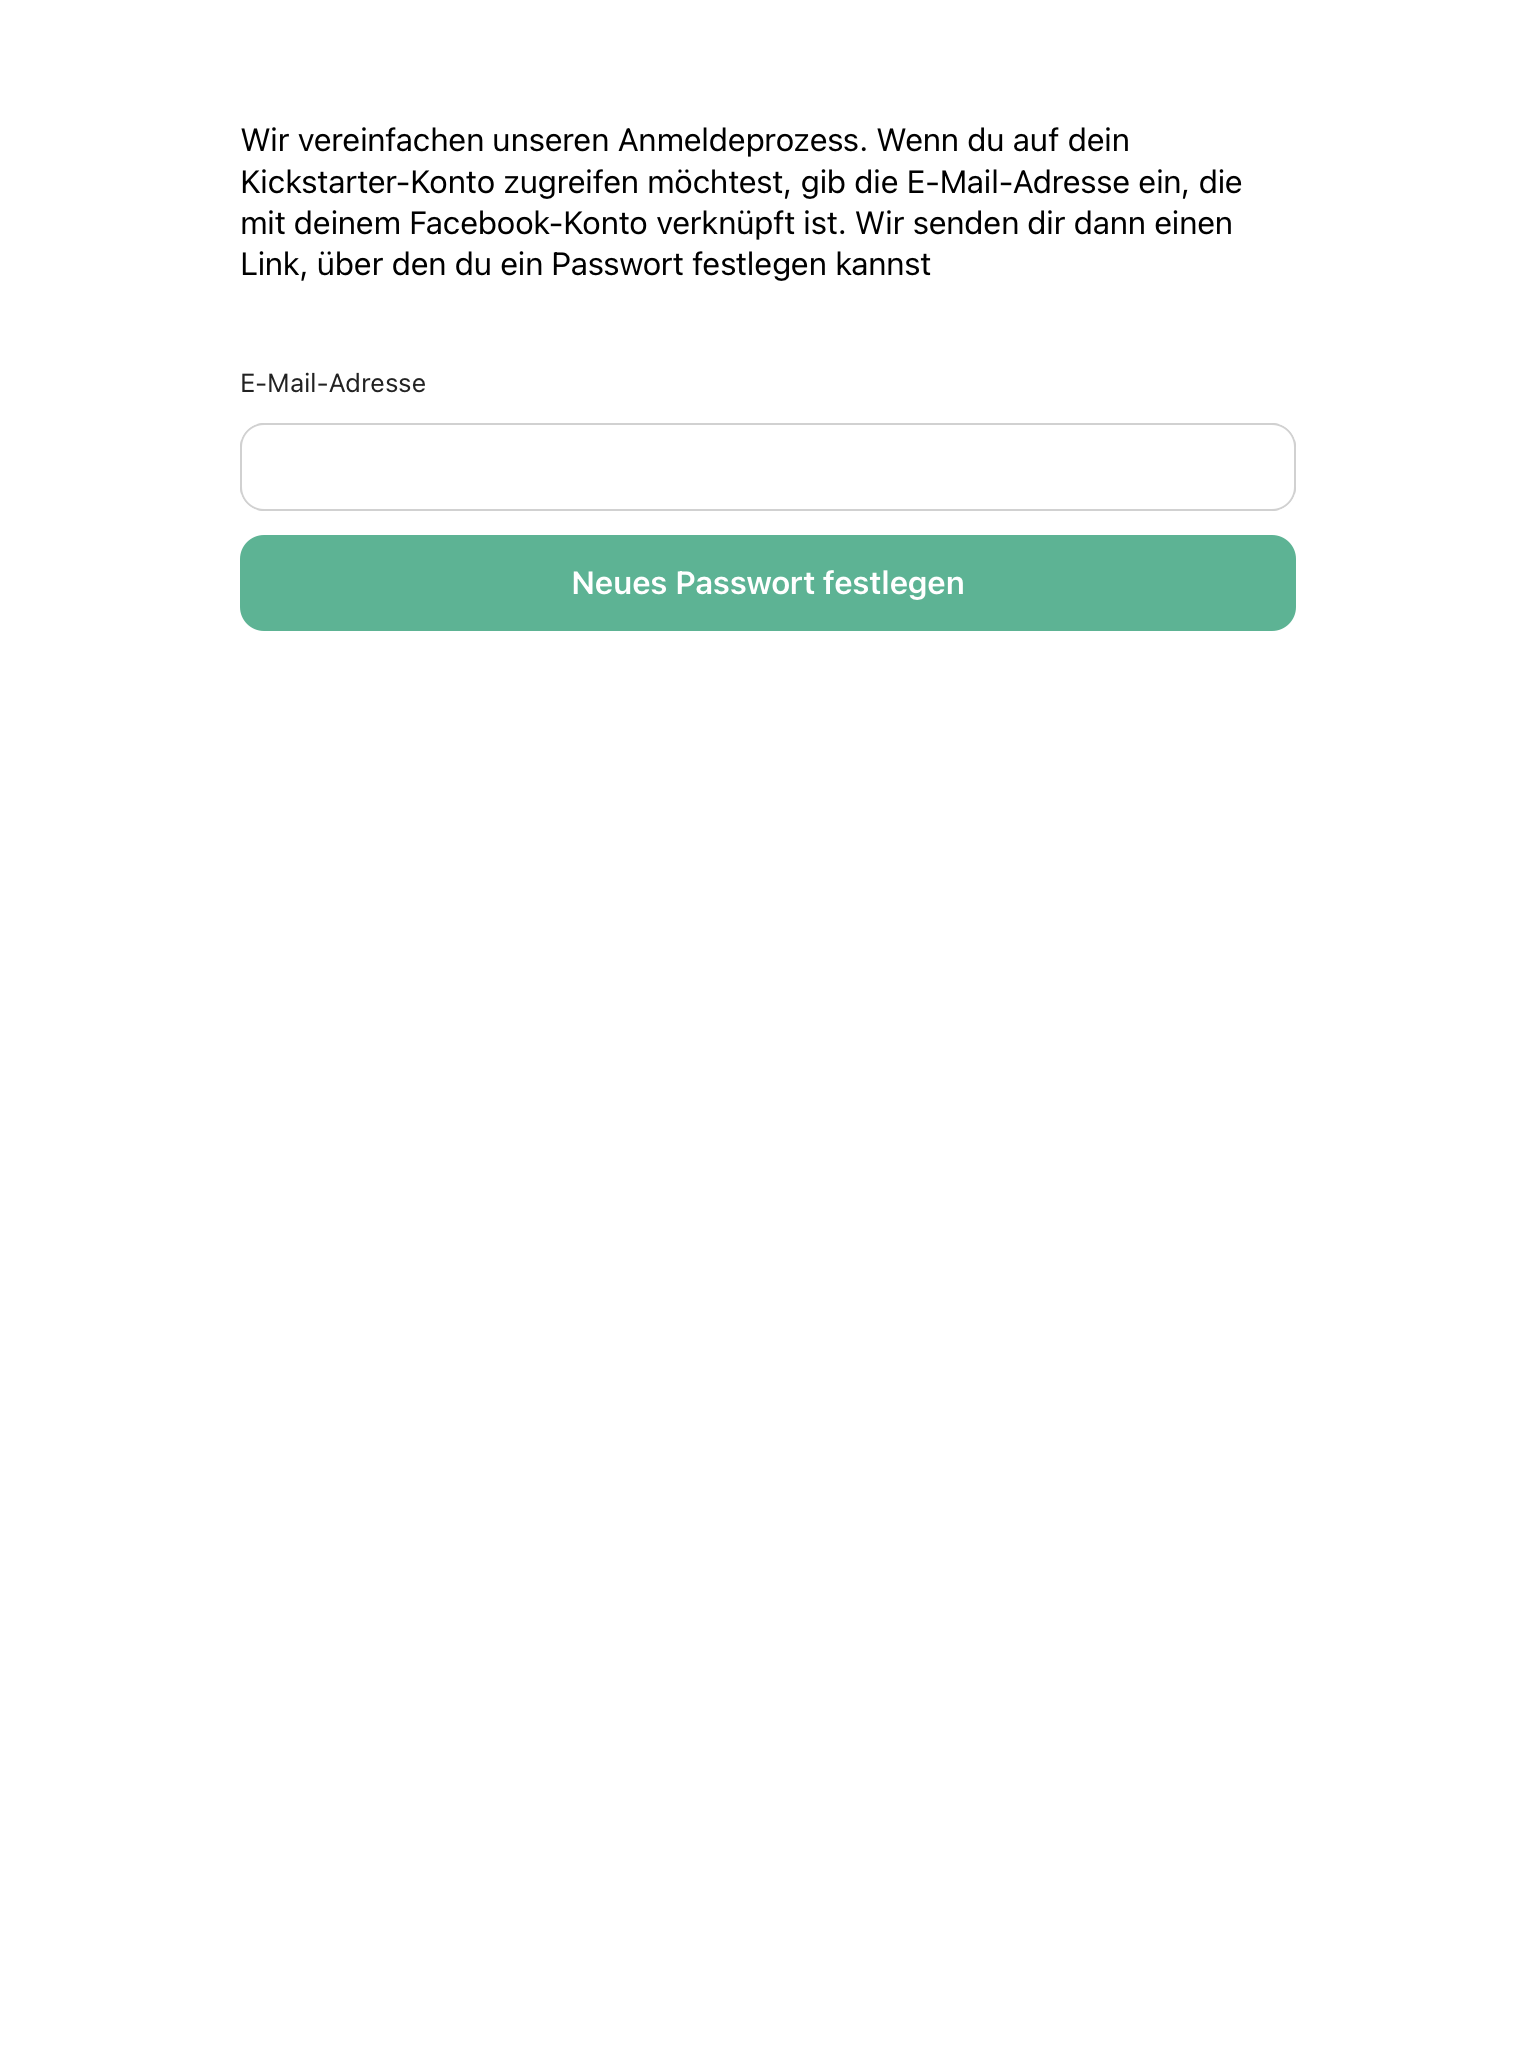 Wir vereinfachen unseren Anmeldeprozess. Wenn du auf dein
Kickstarter-Konto zugreifen möchtest, gib die E-Mail-Adresse ein, die
mit deinem Facebook-Konto verknüpft ist. Wir senden dir dann einen
Link, über den du ein Passwort festlegen kannst
E-Mail-Adresse
Neues Passwort festlegen